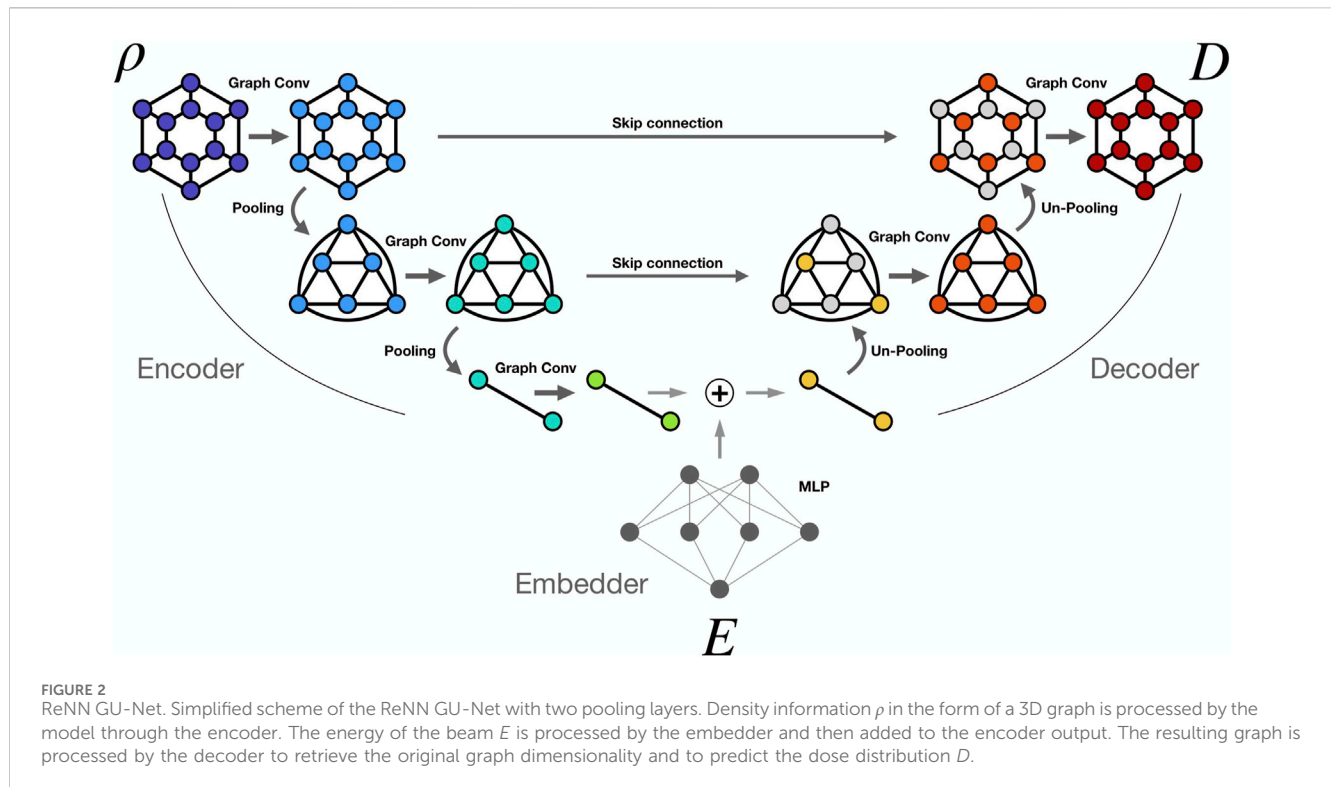 ρ
D
Graph Conv
Graph Conv
Skip connection
Pooling
Un-Pooling
Graph Conv
Graph Conv
Skip connection
Pooling
Un-Pooling
Encoder
Graph Conv
Decoder
+
MLP
Embedder
E
FIGURE 2
ReNN GU-Net. Simplified scheme of the ReNN GU-Net with two pooling layers. Density information ρ in the form of a 3D graph is processed by the
model through the encoder. The energy of the beam E is processed by the embedder and then added to the encoder output. The resulting graph is
processed by the decoder to retrieve the original graph dimensionality and to predict the dose distribution D.